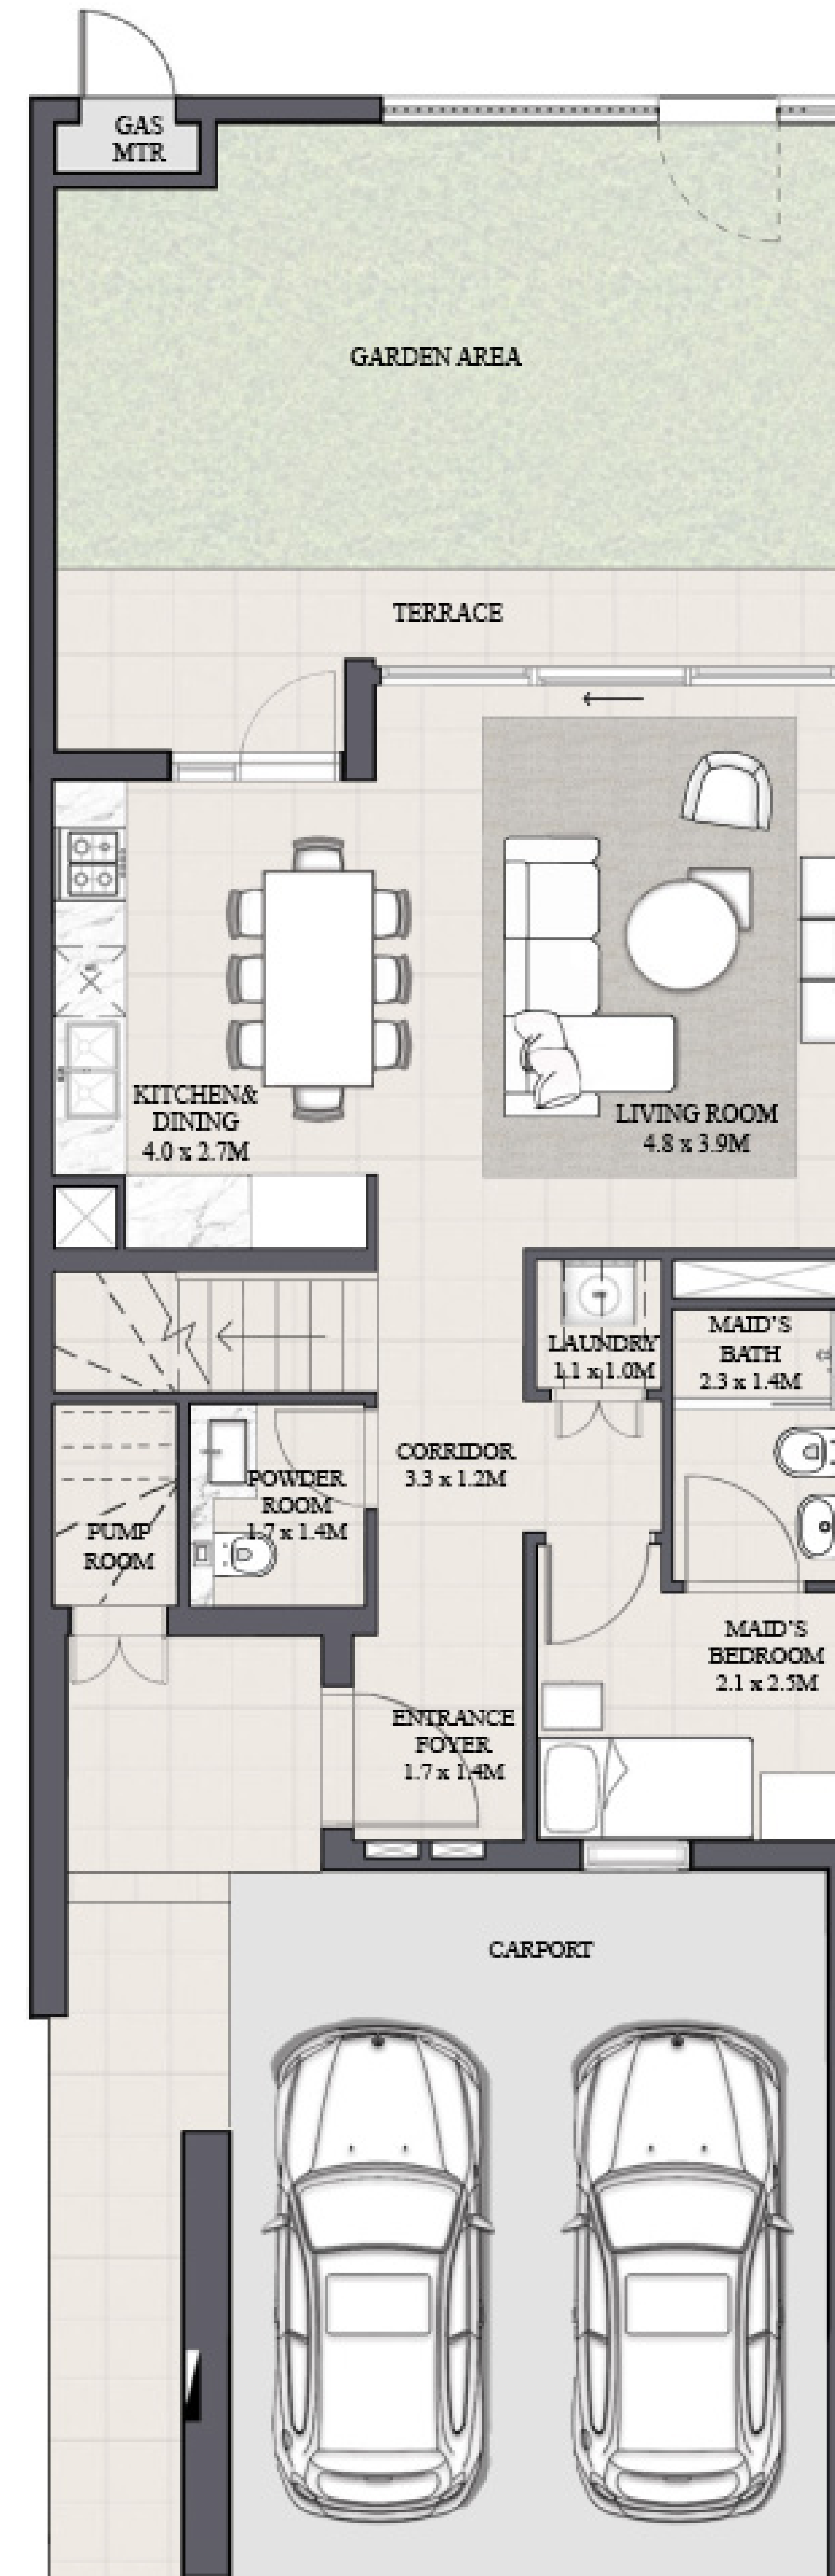 GAS
MTR
GARDEN AREA
TERRACE
KITCHEN&
DINING
4.0 x 2.7M
LIVING ROOM
4.8 x 3.9M
LAUNDRY
1.1 x 1.0M
MAID'S
BATH
2.3 x 1.4M
CORRIDOR
3.3 x 1.2M
POWDER
ROOM
1.7 x 1.4M
PUMP
ROOM
MAID'S
BEDROOM
2.1 x 2.5M
ENTRANCE
FOYER
1.7 x 1.4M
CARPORT